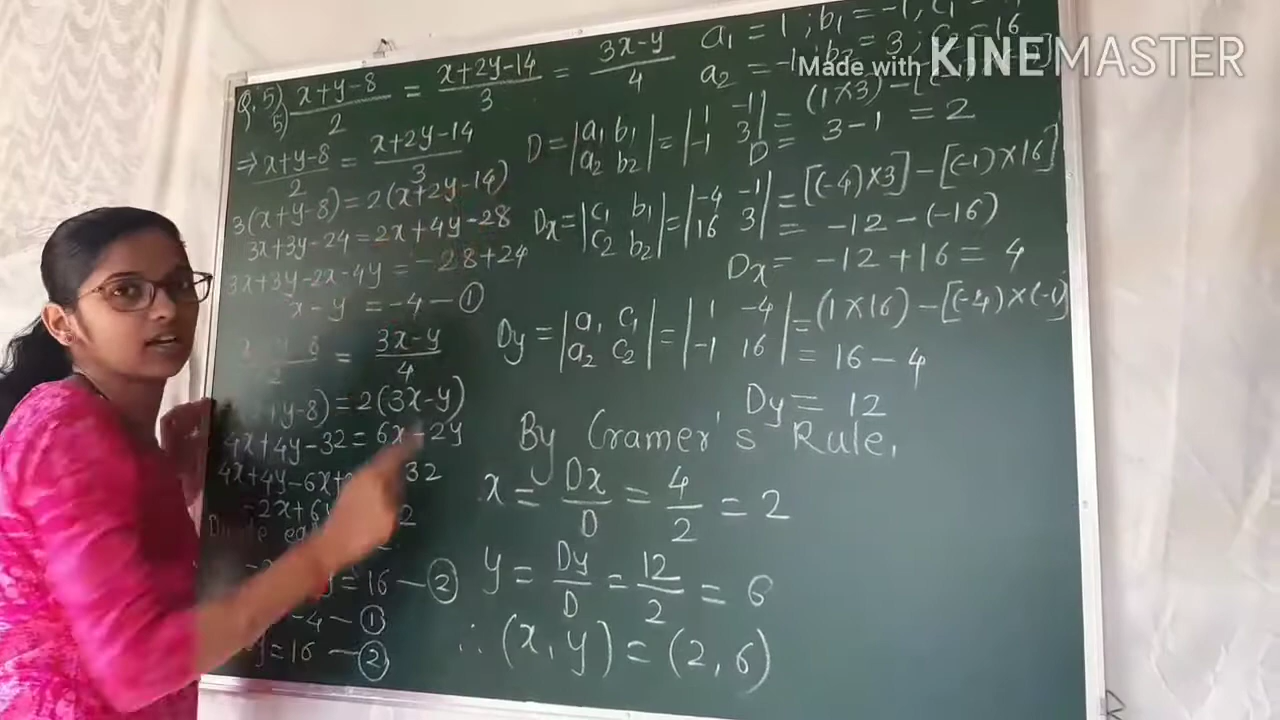 Q.5) 5) x+y-8/2 = x+2y-14/3 = 3x-y/4
⇒ x+y-8/2 = x+2y-14/3
3(x+y-8) = 2(x+2y-14)
3x+3y-24 = 2x+4y-28
3x+3y-2x-4y = -28+24
x-y = -4 — ①
8/2 = 3x-y/4
y-8) = 2(3x-y)
4x+4y-32 = 6x-2y
4x+4y-6x+ 32
-2x+6y 2
= 16 — ②
-4 — ①
y = 16 — ②
a₁ = 1 ; b₁ = -1 ; c₁ =
a₂ = -1 ; b₂ = 3 ; c₂ = 16
D = |a₁ b₁ a₂ b₂| = |1 -1 -1 3| = (1×3) - [(
D = 3-1 = 2
Dx = |c₁ b₁ c₂ b₂| = |-4 -1 16 3| = [(-4)×3] - [(-1)×16]
= -12 - (-16)
Dx = -12 + 16 = 4
Dy = |a₁ c₁ a₂ c₂| = |1 -4 -1 16| = (1×16) - [(-4)×(-1)
= 16 - 4
Dy = 12
By Cramer's Rule,
x = Dx/D = 4/2 = 2
y = Dy/D = 12/2 = 6
∴ (x, y) = (2, 6)
Made with KINEMASTER